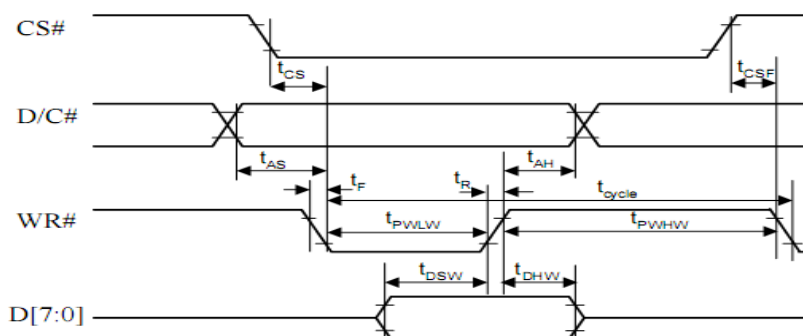 CS#
tCS
tCSF
D/C#
tAS
tF
tR
tAH
tcycle
WR#
tPWLW
tPWHW
tDSW
tDHW
D[7:0]